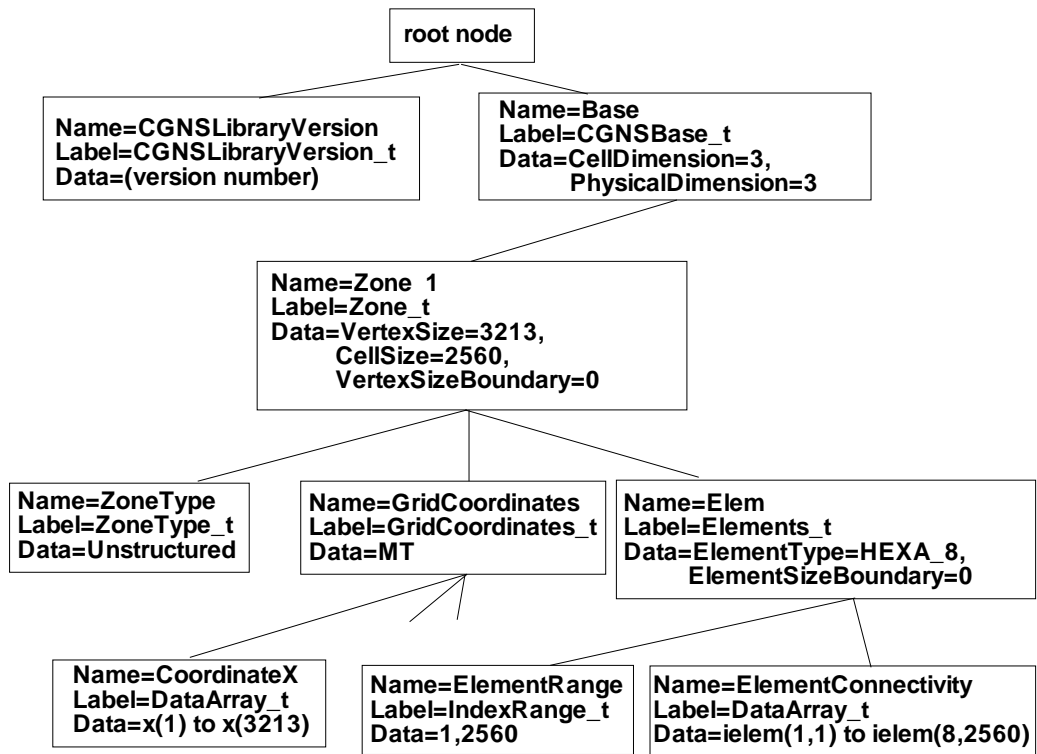 root node
Name=CGNSLibraryVersion
Label=CGNSLibraryVersion_t
Data=(version number)
Name=Base
Label=CGNSBase_t
Data=CellDimension=3,
PhysicalDimension=3
Name=Zone 1
Label=Zone_t
Data=VertexSize=3213,
CellSize=2560,
VertexSizeBoundary=0
Name=ZoneType
Label=ZoneType_t
Data=Unstructured
Name=GridCoordinates
Label=GridCoordinates_t
Data=MT
Name=Elem
Label=Elements_t
Data=ElementType=HEXA_8,
ElementSizeBoundary=0
Name=CoordinateX
Label=DataArray_t
Data=x(1) to x(3213)
Name=ElementRange
Label=IndexRange_t
Data=1,2560
Name=ElementConnectivity
Label=DataArray_t
Data=ielem(1,1) to ielem(8,2560)